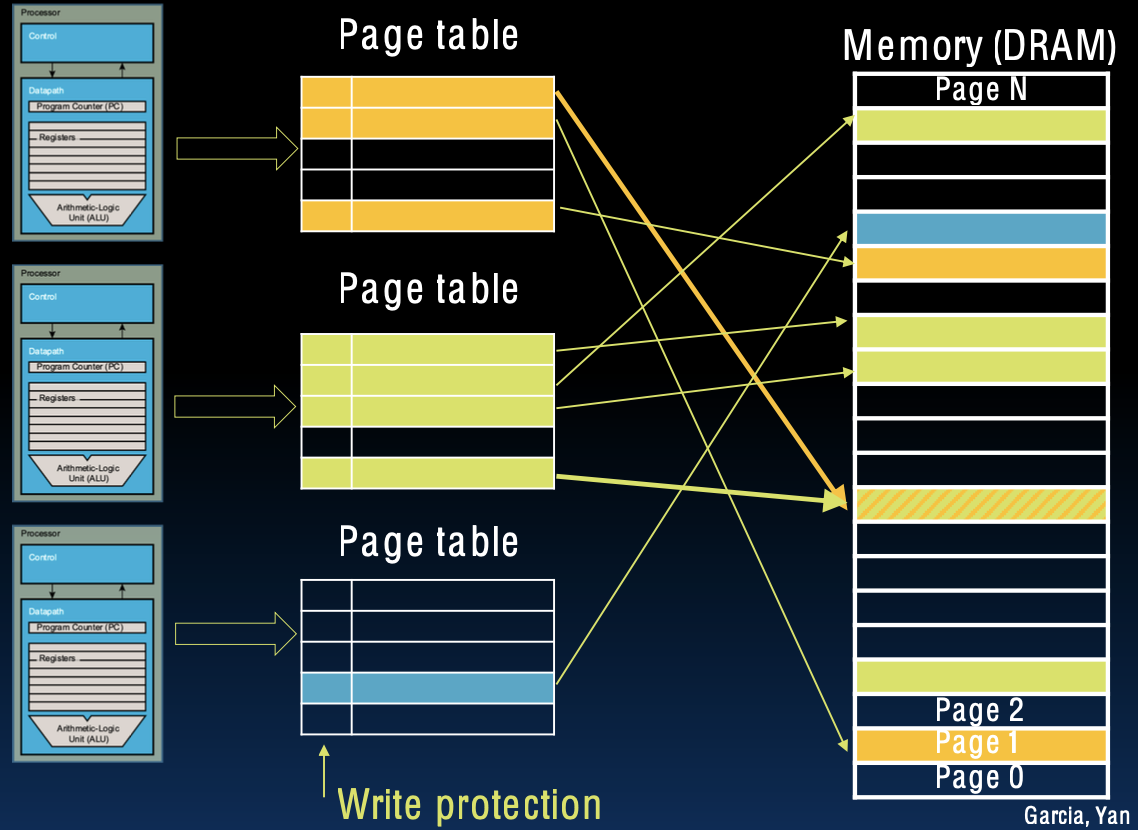 Processor
Control
Datapath
Program Counter (PC)
Registers
Arithmetic-Logic
Unit (ALU)
Page table
Memory (DRAM)
Page N
Processor
Control
Datapath
Program Counter (PC)
Registers
Arithmetic-Logic
Unit (ALU)
Page table
Processor
Control
Datapath
Program Counter (PC)
Registers
Arithmetic-Logic
Unit (ALU)
Page table
Write protection
Page 2
Page 1
Page 0
Garcia, Yan